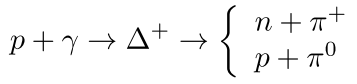 p + γ → Δ⁺ → { n + π⁺
p + π⁰